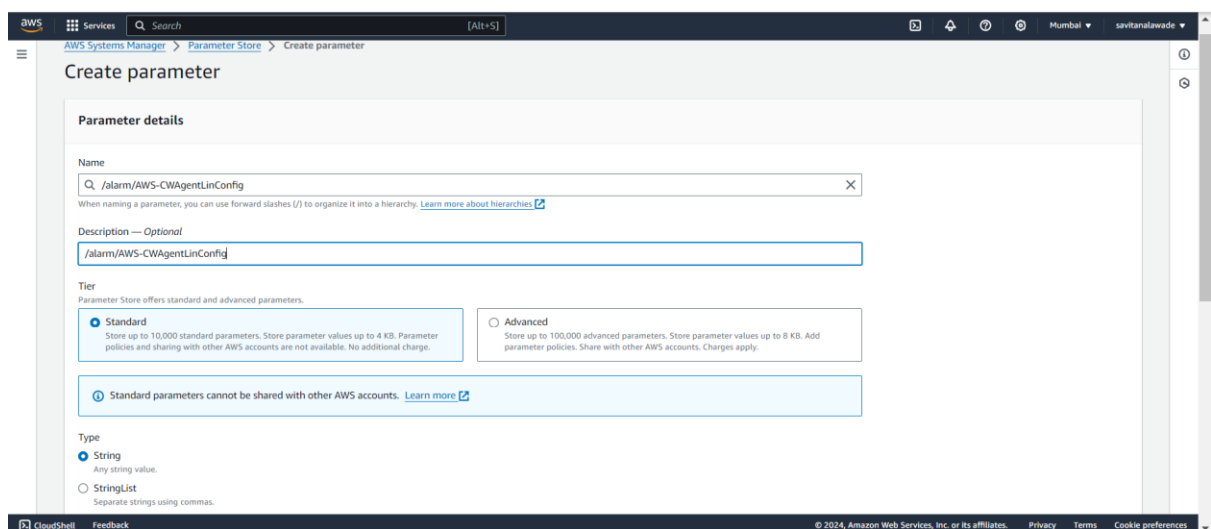 aws
Services
Search
[Alt+S]
Mumbai
savitanalawade
AWS Systems Manager > Parameter Store > Create parameter
Create parameter
Parameter details
Name
/alarm/AWS-CWAgentLinConfig
When naming a parameter, you can use forward slashes (/) to organize it into a hierarchy. Learn more about hierarchies
Description — Optional
/alarm/AWS-CWAgentLinConfig
Tier
Parameter Store offers standard and advanced parameters.
Standard
Store up to 10,000 standard parameters. Store parameter values up to 4 KB. Parameter
policies and sharing with other AWS accounts are not available. No additional charge.
Advanced
Store up to 100,000 advanced parameters. Store parameter values up to 8 KB. Add
parameter policies. Share with other AWS accounts. Charges apply.
Standard parameters cannot be shared with other AWS accounts. Learn more
Type
String
Any string value.
StringList
Separate strings using commas.
CloudShell
Feedback
© 2024, Amazon Web Services, Inc. or its affiliates.
Privacy
Terms
Cookie preferences